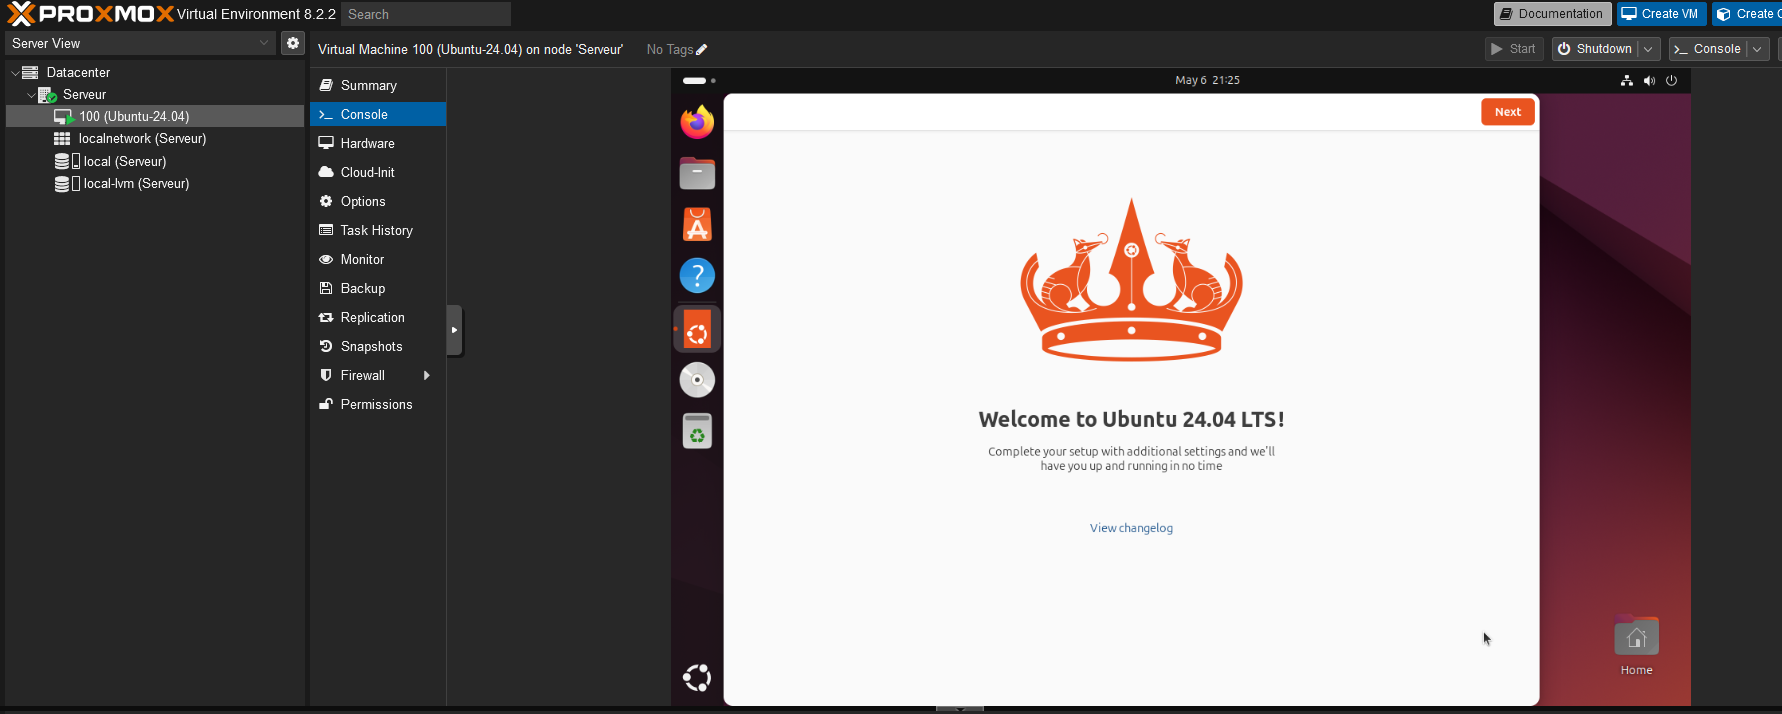 PROXMOX Virtual Environment 8.2.2 Search
Documentation
Create VM
Create C
Server View
Datacenter
Serveur
100 (Ubuntu-24.04)
localnetwork (Serveur)
local (Serveur)
local-lvm (Serveur)
Virtual Machine 100 (Ubuntu-24.04) on node 'Serveur'
No Tags
Start
Shutdown
Console
Summary
Console
Hardware
Cloud-Init
Options
Task History
Monitor
Backup
Replication
Snapshots
Firewall
Permissions
May 6 21:25
Next
Welcome to Ubuntu 24.04 LTS!
Complete your setup with additional settings and we'll
have you up and running in no time
View changelog
Home